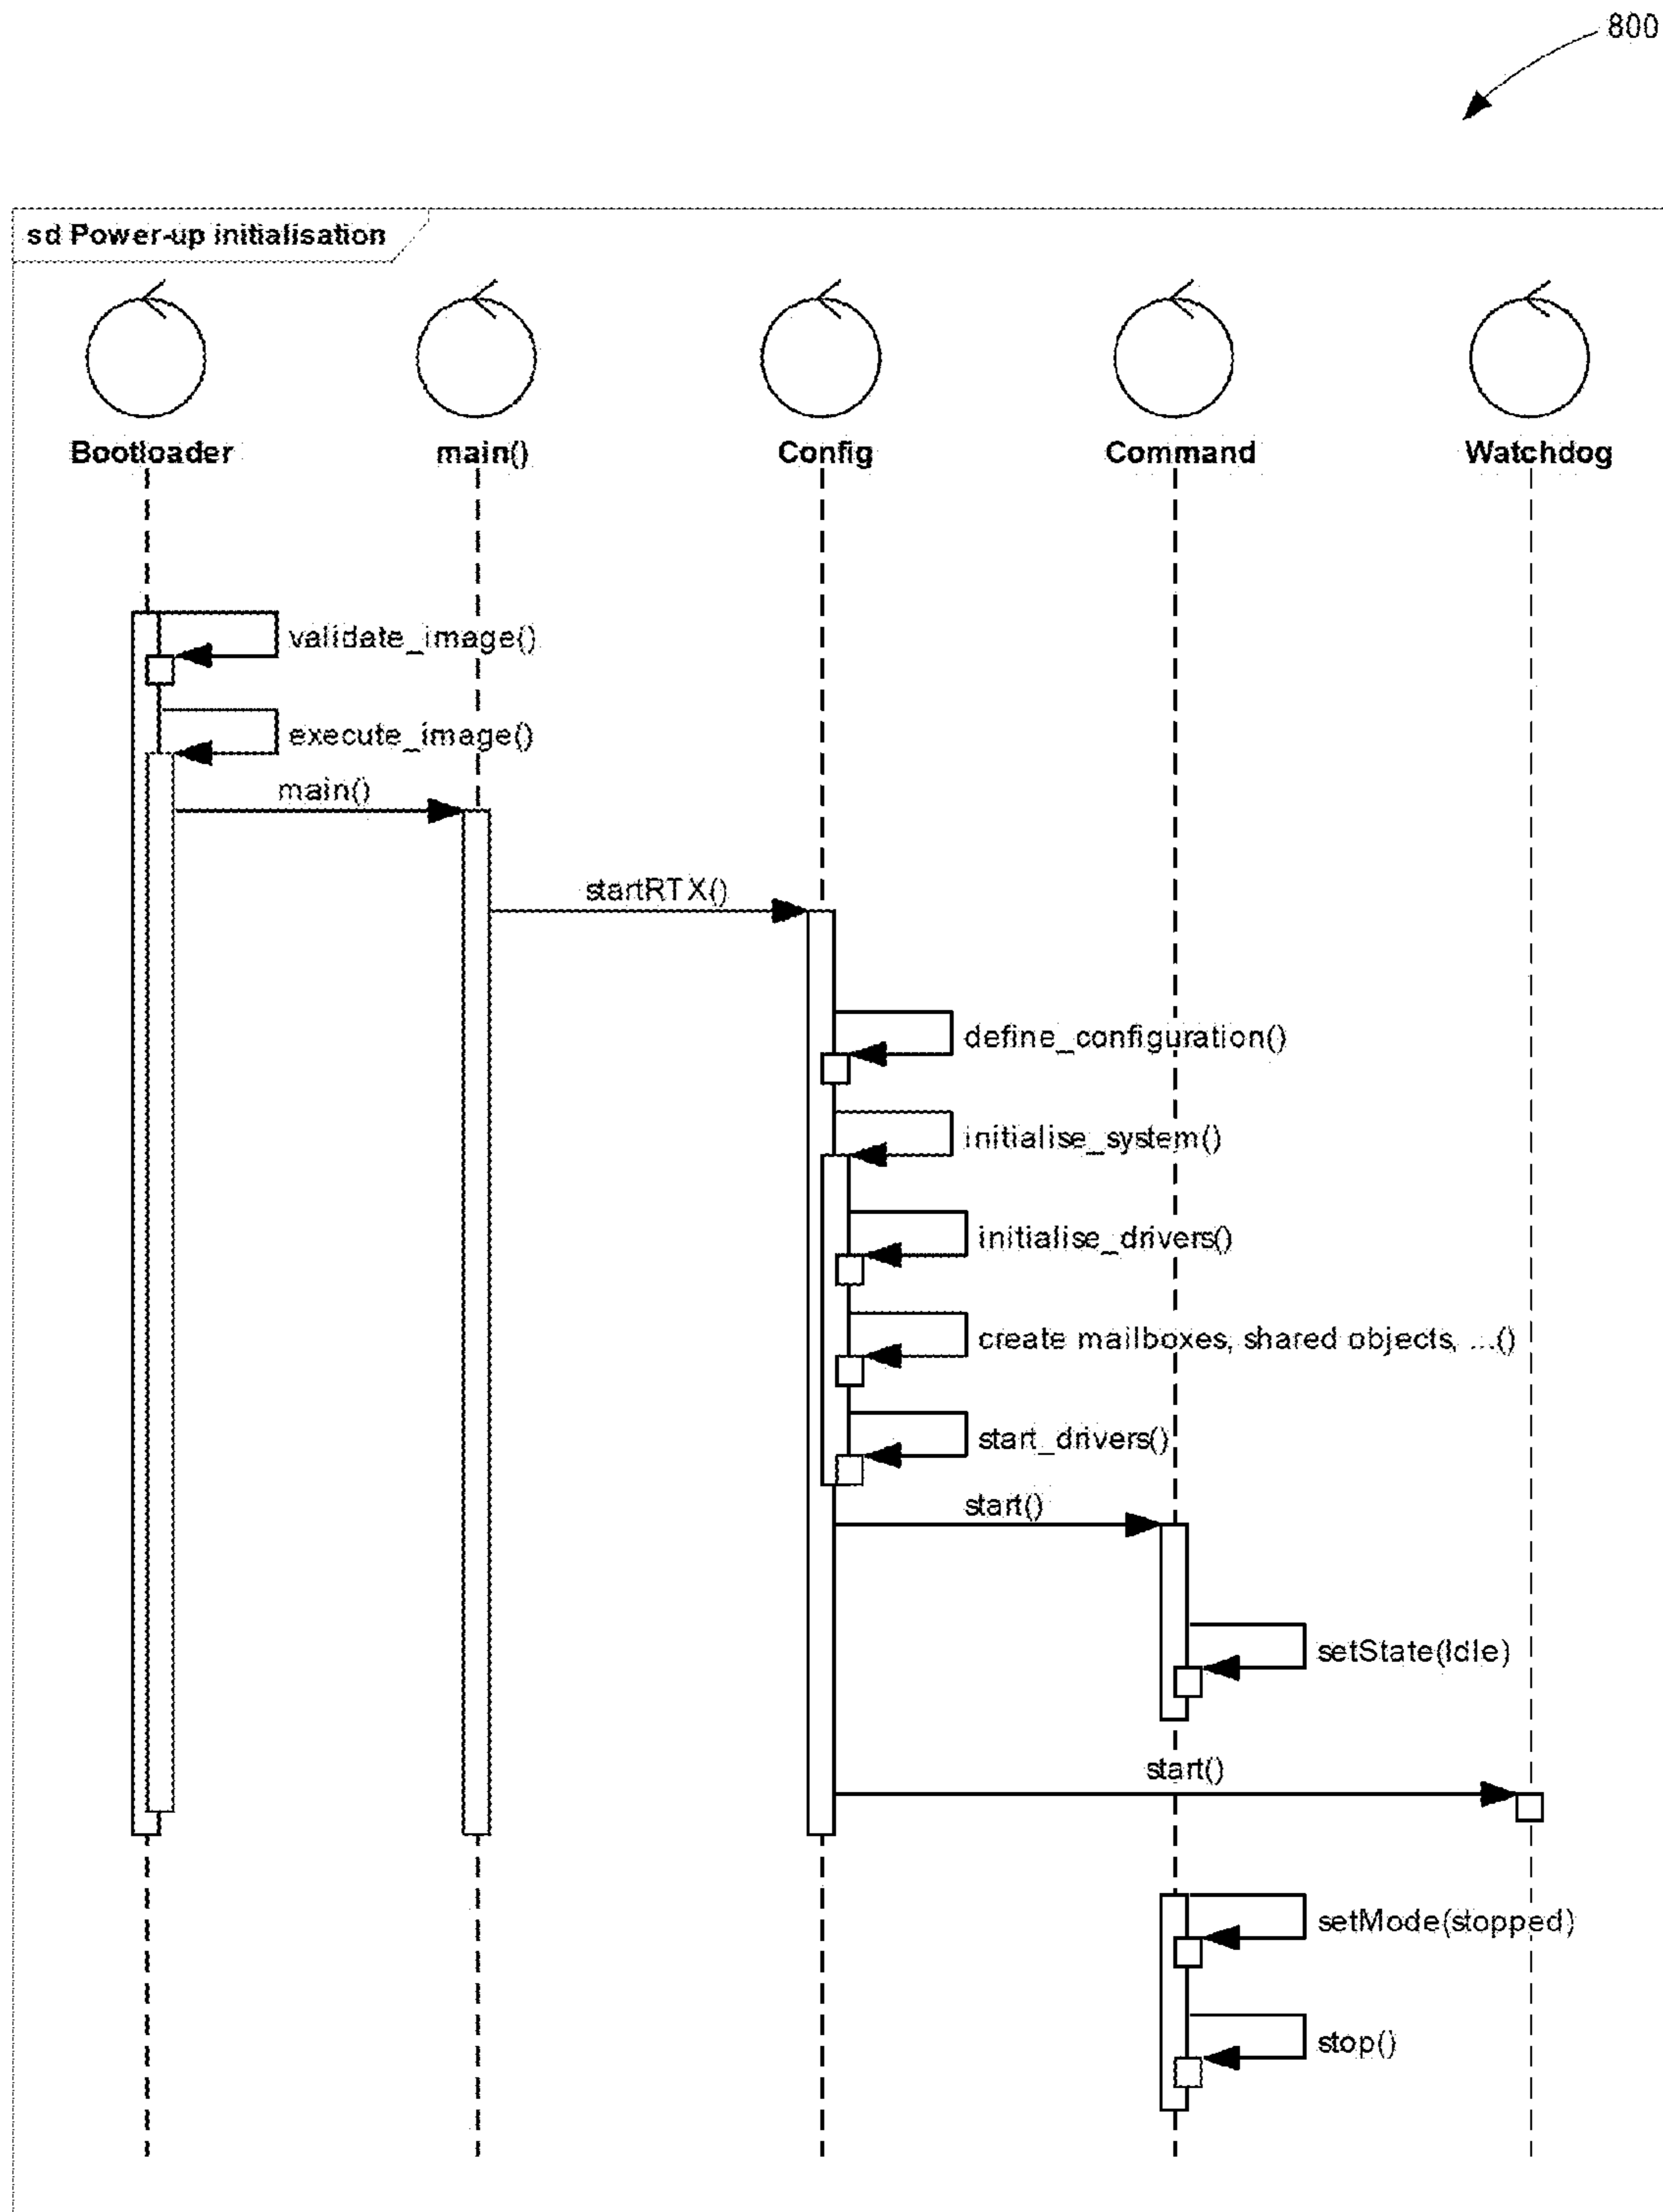 800
sd Power-up initialisation
Bootloader main() Config Command Watchdog
validate_image()
execute_image()
main()
startRTX()
define_configuration()
initialise_system()
initialise_drivers()
create mailboxes, shared objects, ...()
start_drivers()
start()
setState(Idle)
start()
setMode(stopped)
stop()